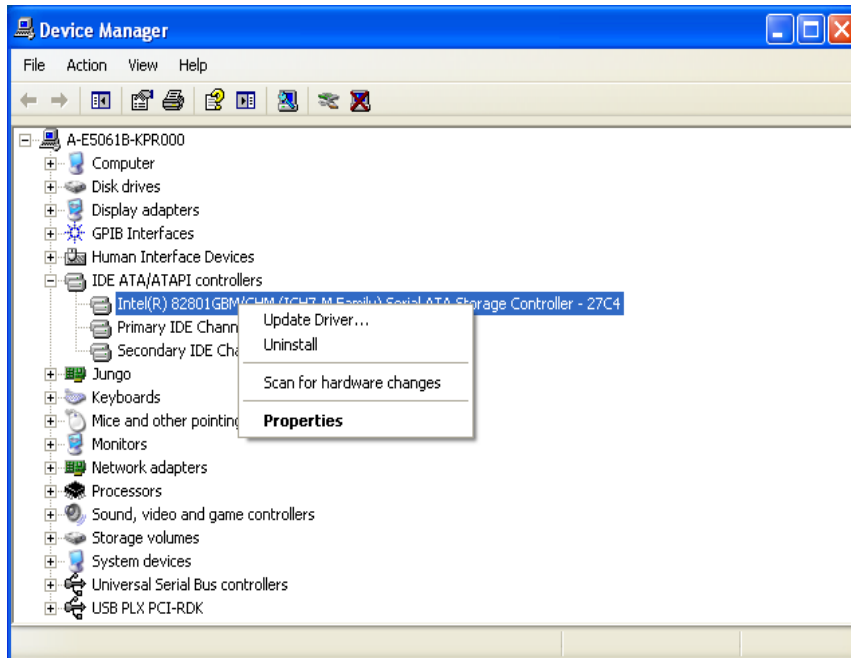 Device Manager
File Action View Help
A-E5061B-KPR000
Computer
Disk drives
Display adapters
GPIB Interfaces
Human Interface Devices
IDE ATA/ATAPI controllers
Intel(R) 82801GBM/GHM (ICH7-M Family) Serial ATA Storage Controller - 27C4
Primary IDE Chann
Secondary IDE Cha
Update Driver...
Uninstall
Scan for hardware changes
Properties
Jungo
Keyboards
Mice and other pointing
Monitors
Network adapters
Processors
Sound, video and game controllers
Storage volumes
System devices
Universal Serial Bus controllers
USB PLX PCI-RDK